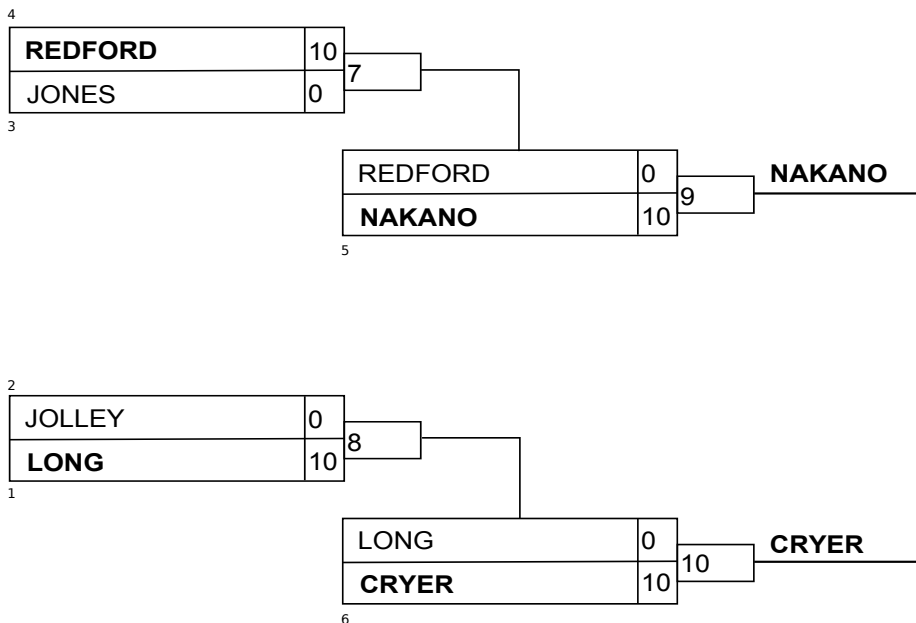 4
REDFORD 10
7
JONES 0
3
REDFORD 0
NAKANO
9
NAKANO 10
5
2
JOLLEY 0
8
LONG 10
1
LONG 0
CRYER
10
CRYER 10
6